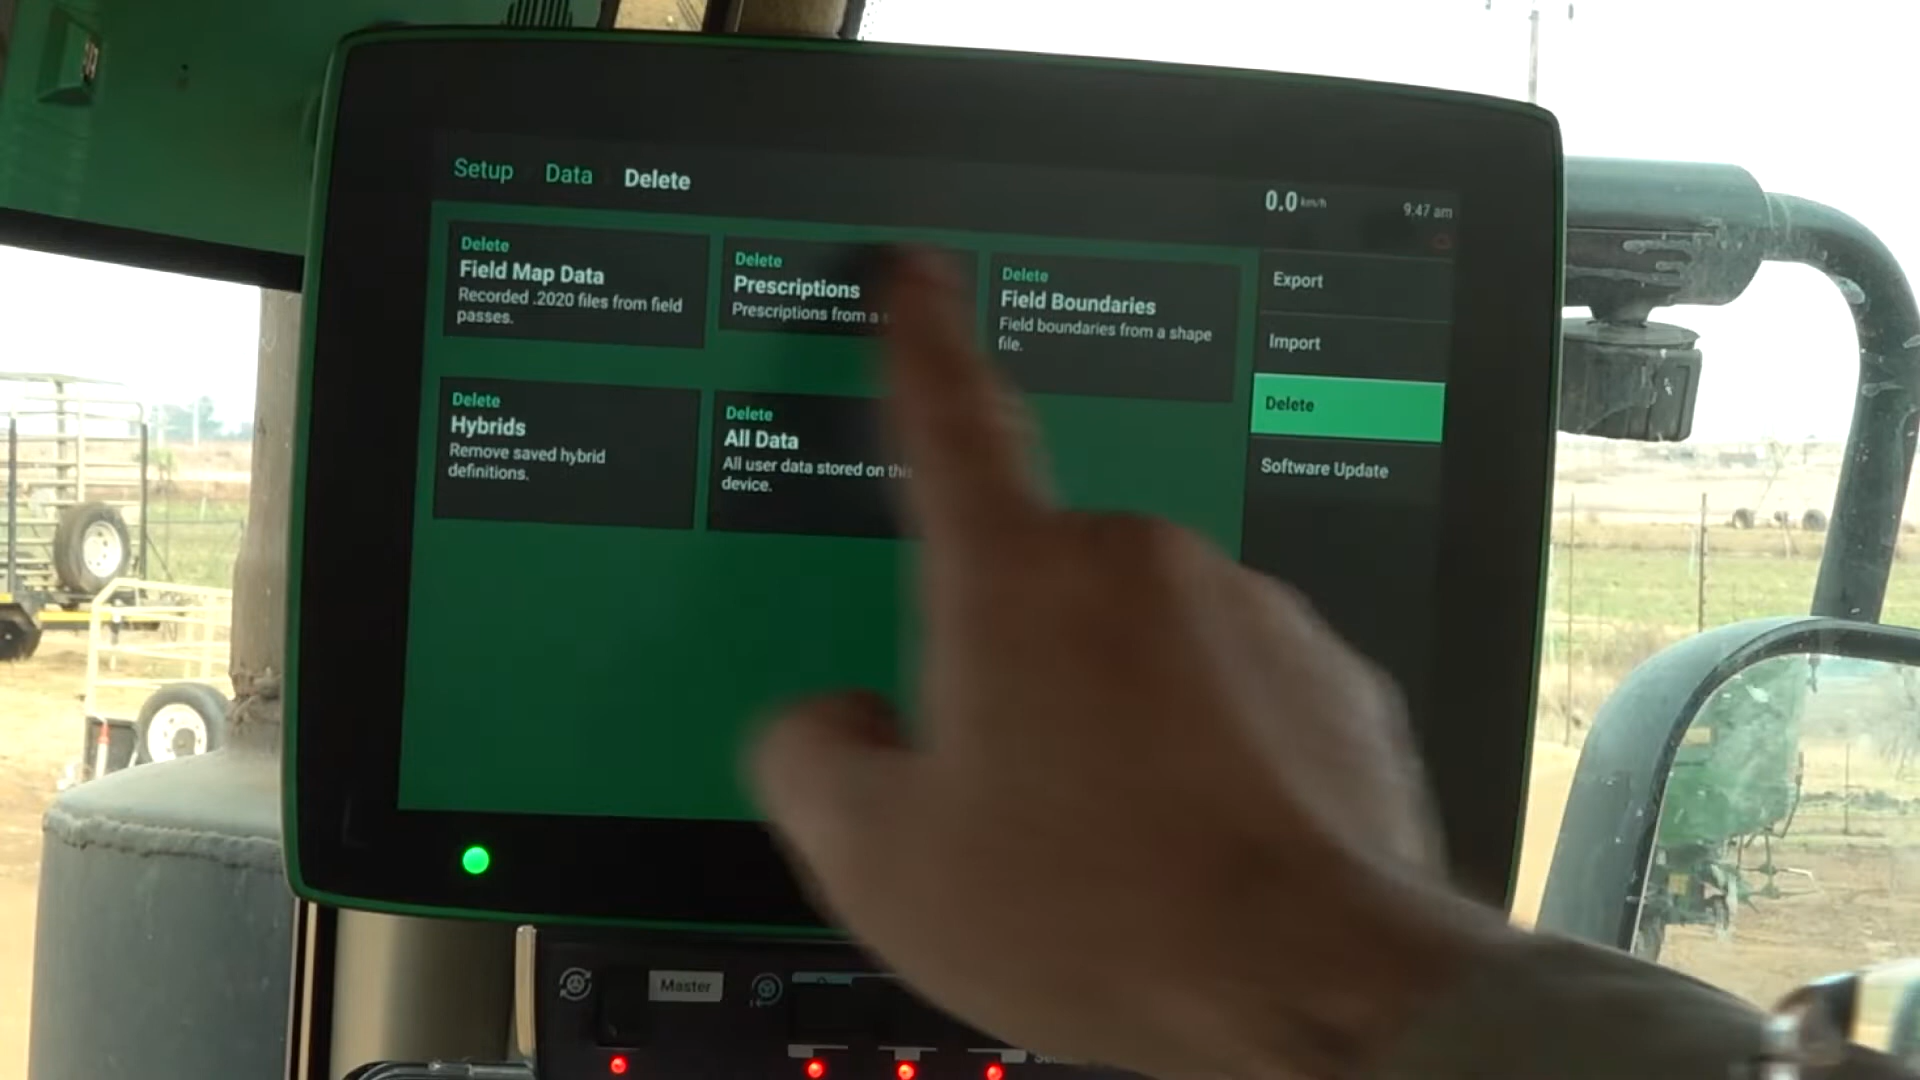 Setup Data Delete
0.0 km/h
9:47 am
Delete
Field Map Data
Recorded .2020 files from field
passes.
Delete
Prescriptions
Prescriptions from a
Delete
Field Boundaries
Field boundaries from a shape
file.
Delete
Hybrids
Remove saved hybrid
definitions.
Delete
All Data
All user data stored on this
device.
Export
Import
Delete
Software Update
Master